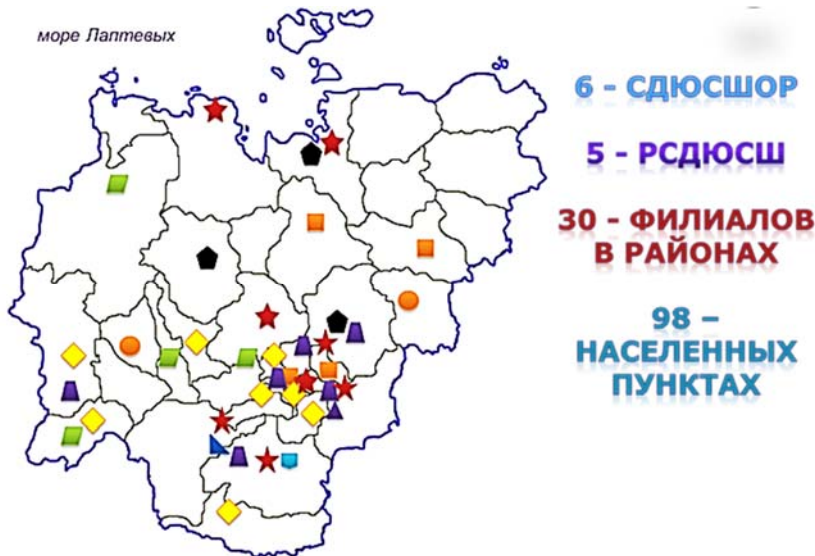 море Лаптевых
6 - СДЮСШОР
5 - РСДЮСШ
30 - ФИЛИАЛОВ
В РАЙОНАХ
98 –
НАСЕЛЕННЫХ
ПУНКТАХ